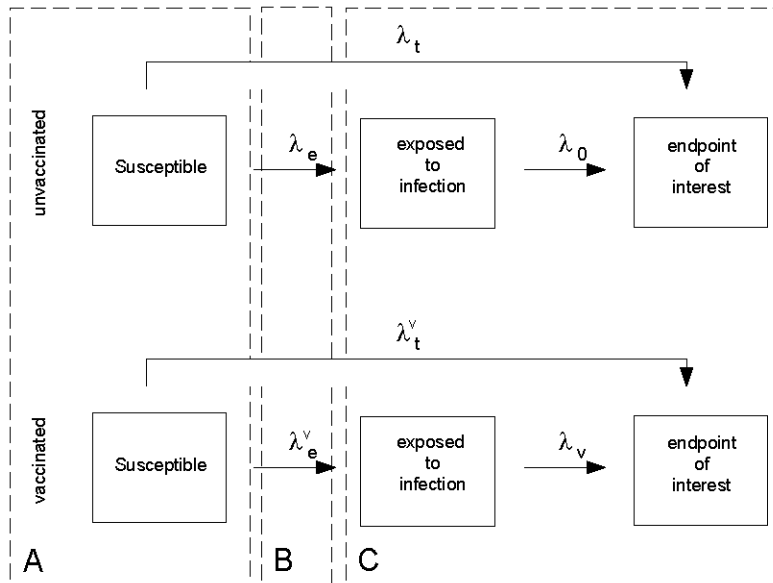 λt
unvaccinated
Susceptible
λe
exposed
to
infection
λ0
endpoint
of
interest
λtv
vaccinated
Susceptible
λev
exposed
to
infection
λv
endpoint
of
interest
A
B
C